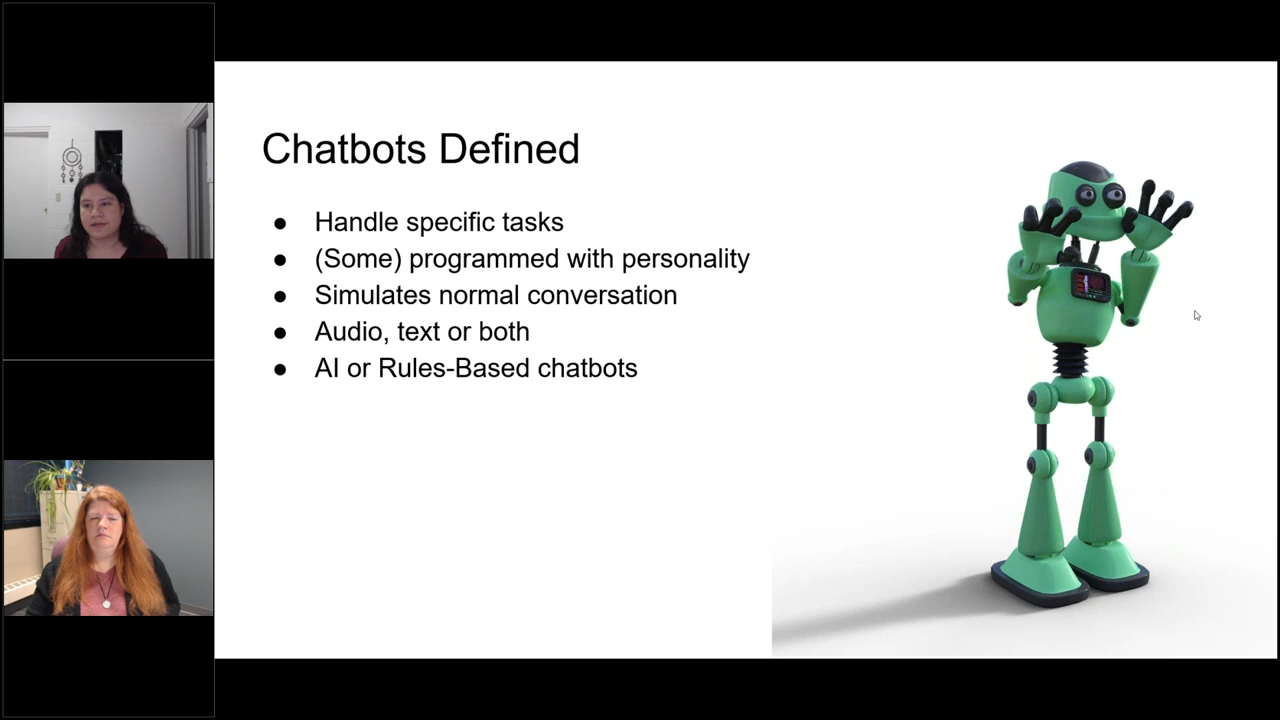 Chatbots Defined
● Handle specific tasks
● (Some) programmed with personality
● Simulates normal conversation
● Audio, text or both
● AI or Rules-Based chatbots